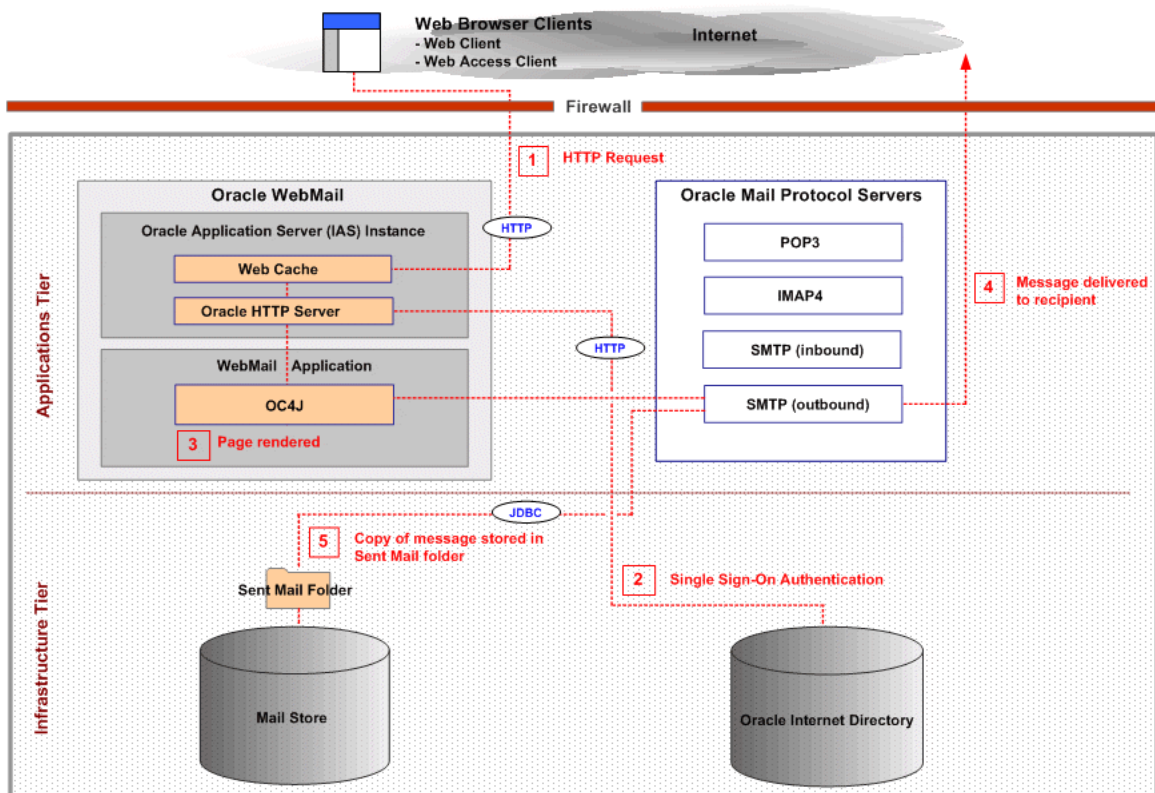 Web Browser Clients
- Web Client
- Web Access Client
Internet
Firewall
1
HTTP Request
Oracle WebMail
Oracle Application Server (IAS) Instance
HTTP
Web Cache
Oracle HTTP Server
WebMail Application
OC4J
3
Page rendered
HTTP
Oracle Mail Protocol Servers
POP3
IMAP4
SMTP (inbound)
SMTP (outbound)
4
Message delivered
to recipient
Applications Tier
JDBC
5
Copy of message stored in
Sent Mail folder
Sent Mail Folder
2
Single Sign-On Authentication
Infrastructure Tier
Mail Store
Oracle Internet Directory